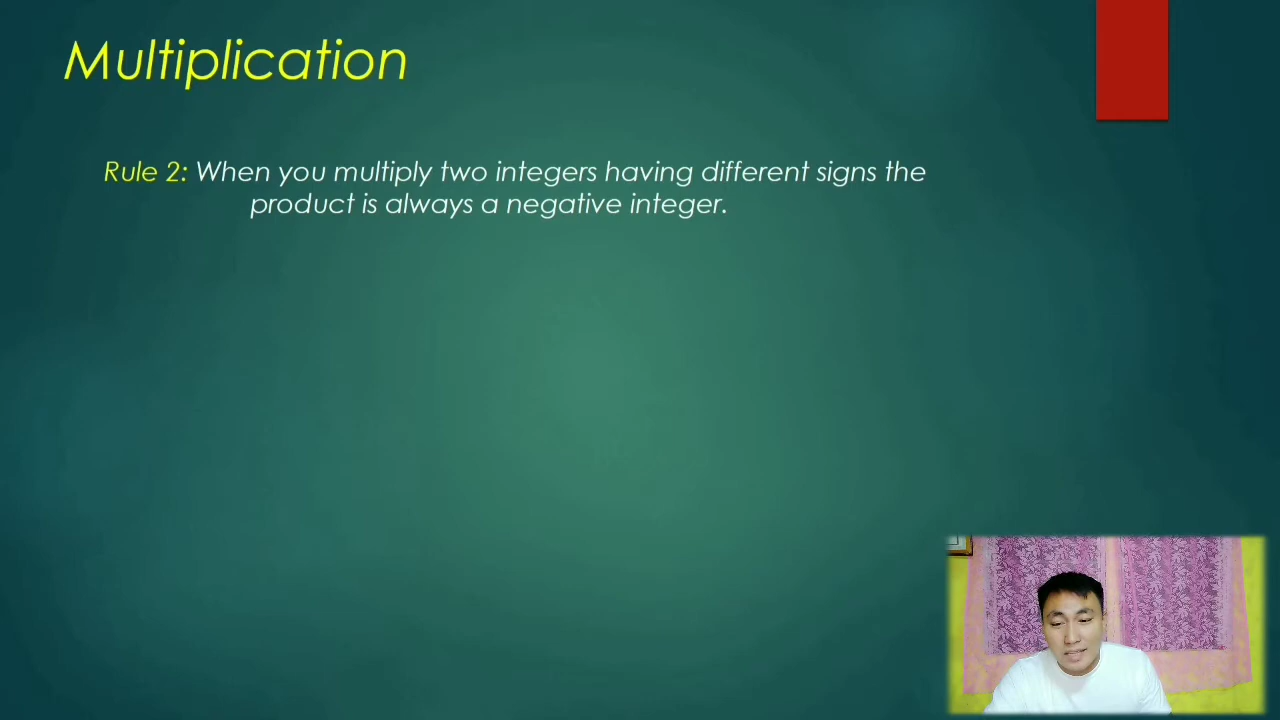 Multiplication
Rule 2: When you multiply two integers having different signs the
product is always a negative integer.